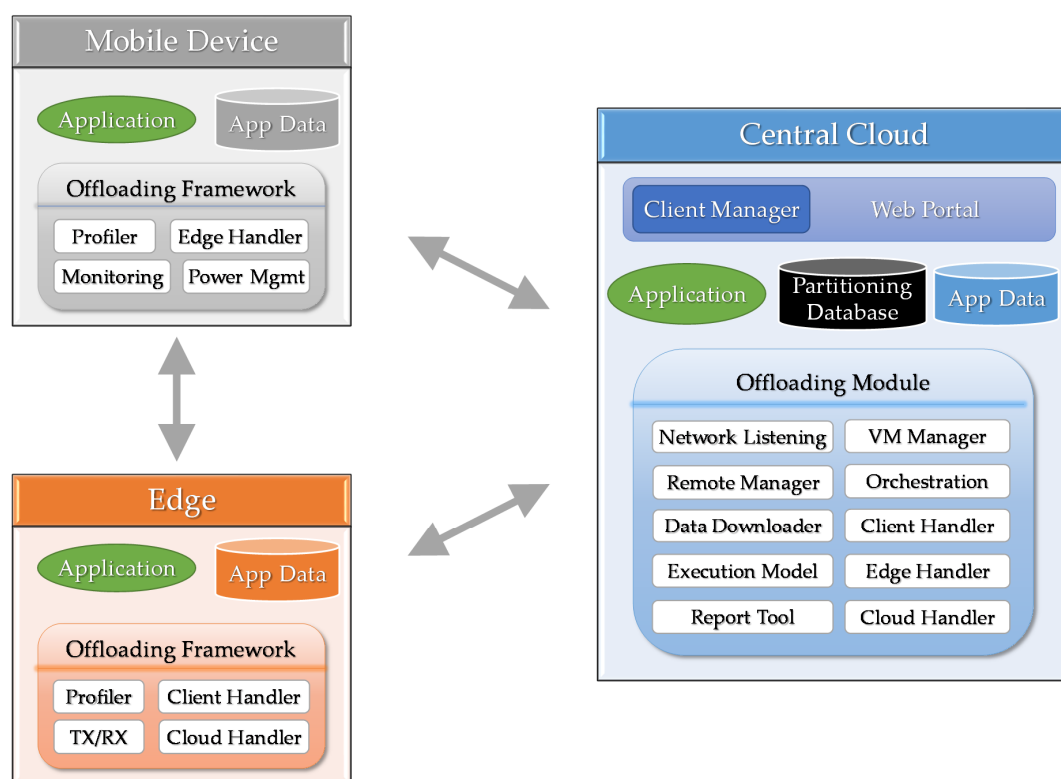 Mobile Device
Application
App Data
Offloading Framework
Profiler
Edge Handler
Monitoring
Power Mgmt
Edge
Application
App Data
Offloading Framework
Profiler
Client Handler
TX/RX
Cloud Handler
Central Cloud
Client Manager
Web Portal
Application
Partitioning
Database
App Data
Offloading Module
Network Listening
VM Manager
Remote Manager
Orchestration
Data Downloader
Client Handler
Execution Model
Edge Handler
Report Tool
Cloud Handler